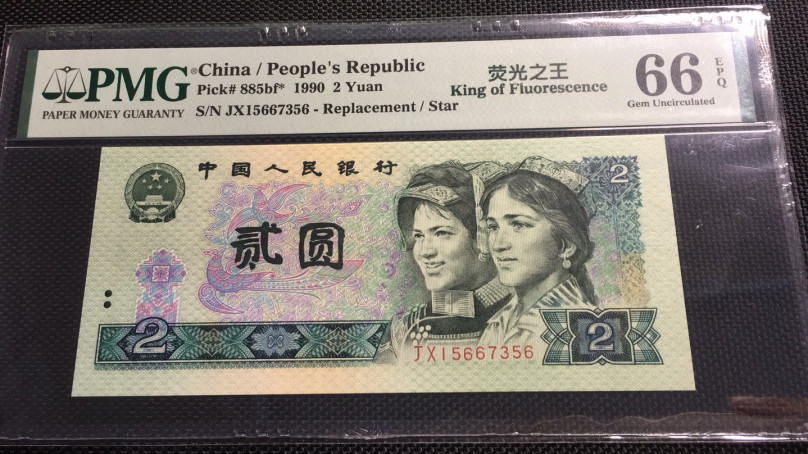 PMG
PAPER MONEY GUARANTY
China / People's Republic
Pick# 885bf* 1990 2 Yuan
S/N JX15667356 - Replacement / Star
荧光之王
King of Fluorescence
66
EPQ
Gem Uncirculated
中国人民银行
2
贰圆
2
2
JX15667356